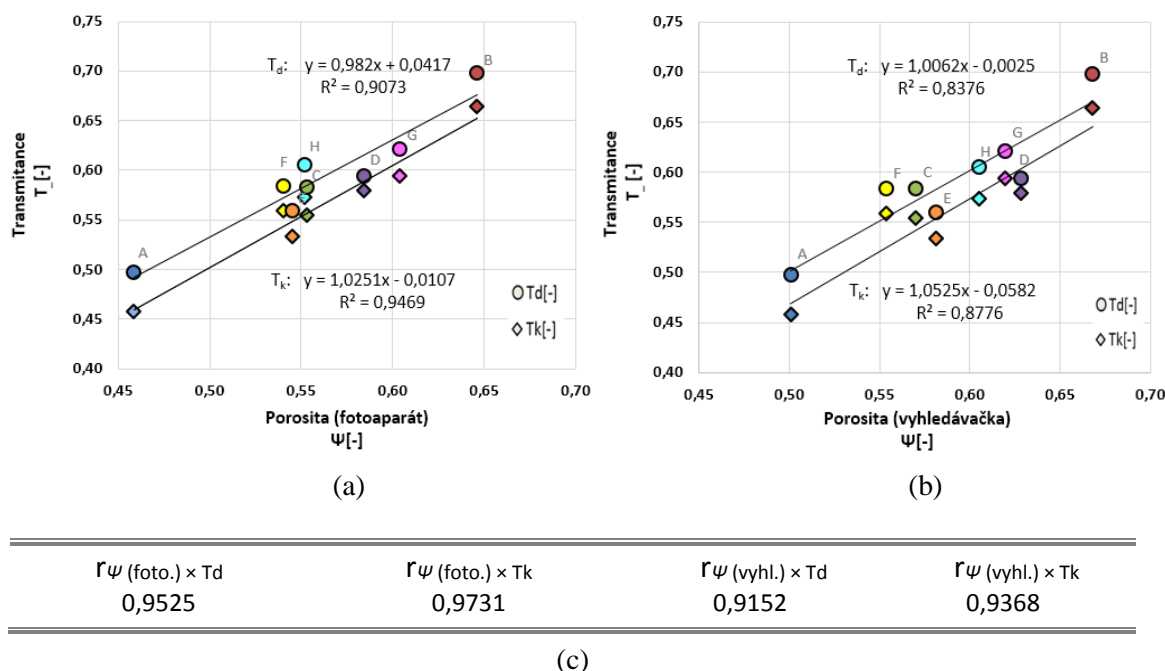 0,75
0,70
0,65
0,60
0,55
0,50
0,45
0,40
Transmitance
T_[-]
T_d: y = 0,982x + 0,0417
R² = 0,9073
B
H
F
C
D
G
A
T_k: y = 1,0251x - 0,0107
R² = 0,9469
Td[-]
Tk[-]
0,45 0,50 0,55 0,60 0,65 0,70
Porosita (fotoaparát)
Ψ[-]
(a)
0,75
0,70
0,65
0,60
0,55
0,50
0,45
0,40
Transmitance
T_[-]
T_d: y = 1,0062x - 0,0025
R² = 0,8376
B
G
H
D
F
C
E
A
T_k: y = 1,0525x - 0,0582
R² = 0,8776
Td[-]
Tk[-]
0,45 0,50 0,55 0,60 0,65 0,70
Porosita (vyhledávačka)
Ψ[-]
(b)
rΨ (foto.) × Td rΨ (foto.) × Tk rΨ (vyhl.) × Td rΨ (vyhl.) × Tk
0,9525 0,9731 0,9152 0,9368
(c)